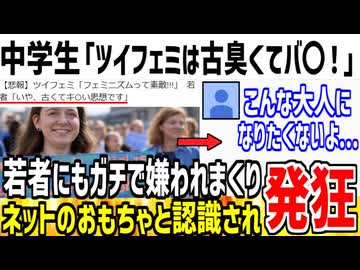 中学生「ツイフェミは古臭くてバ〇！」
【悲報】ツイフェミ「フェミニズムって素敵!!!」　若
者「いや、古くてキ〇い思想です」
こんな大人に
なりたくないよ…
若者にもガチで嫌われまくり
ネットのおもちゃと認識され
発狂